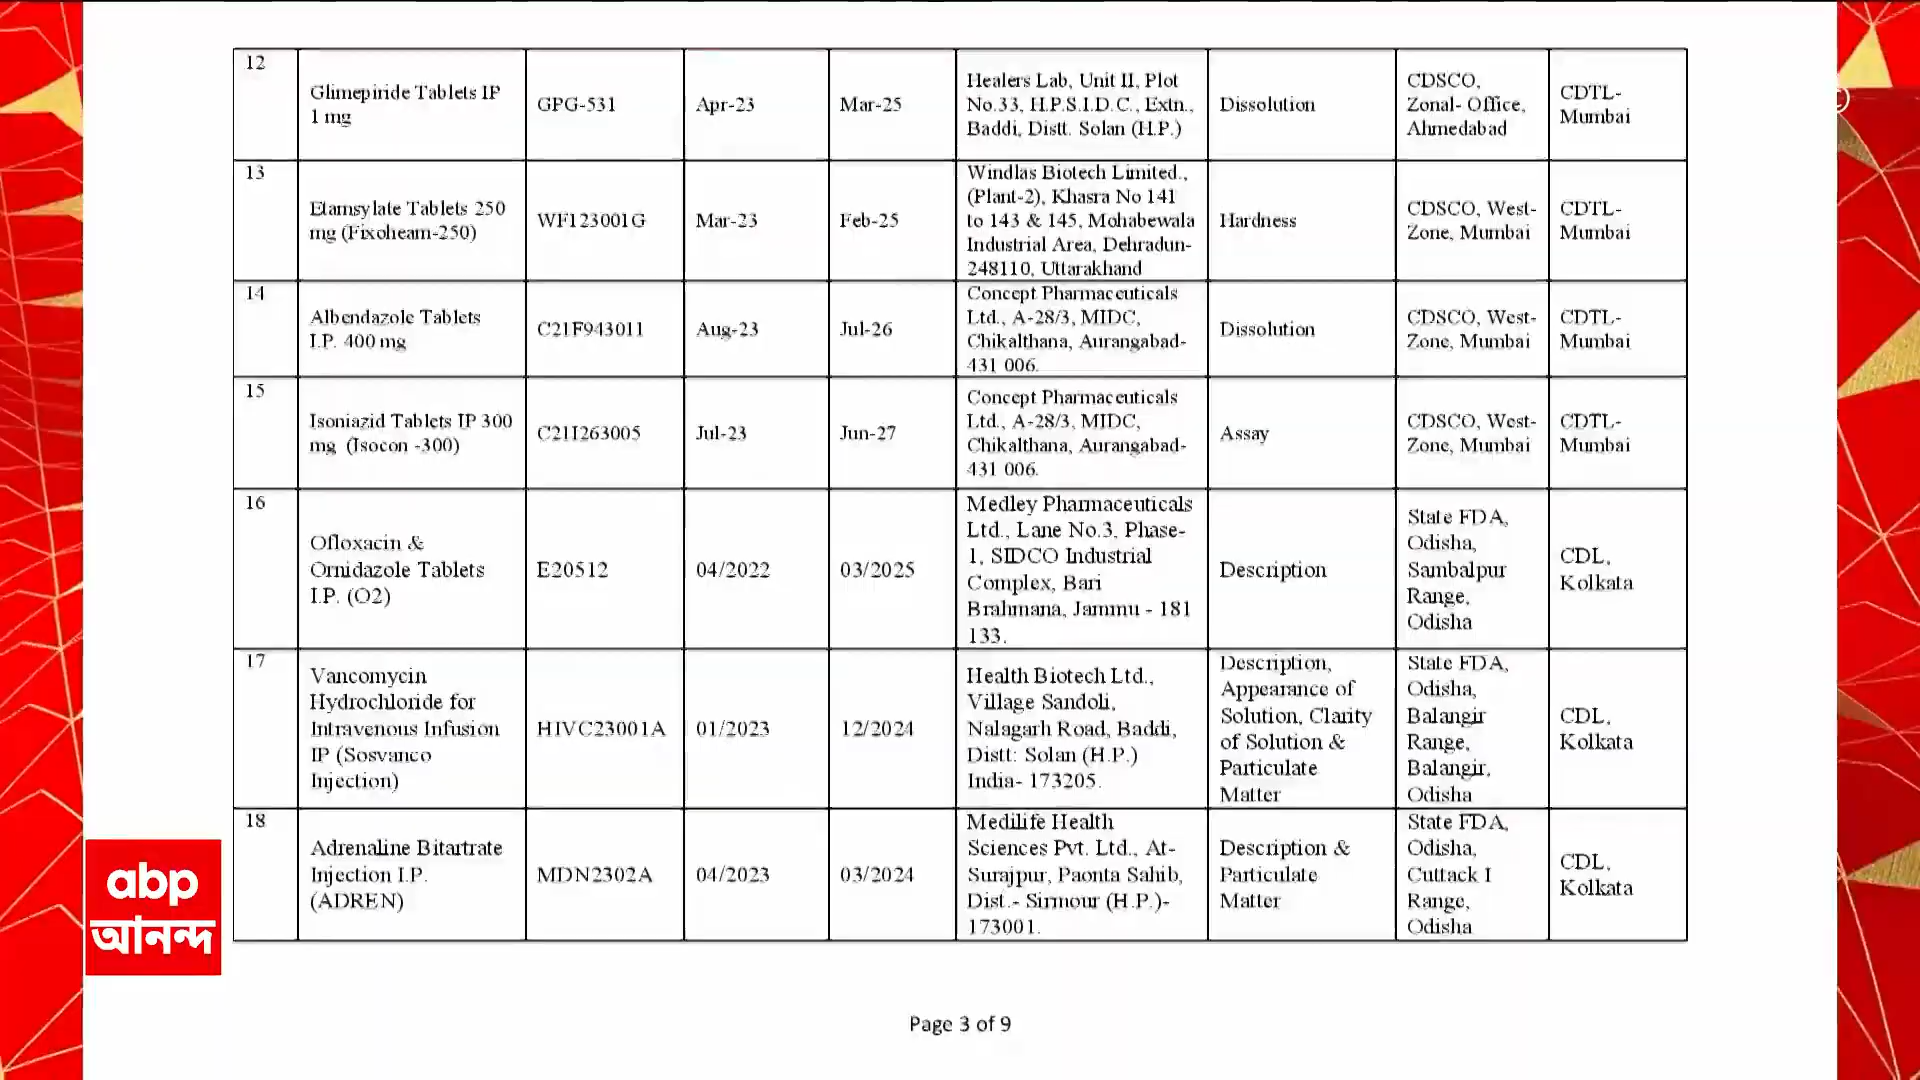 12
Glimepiride Tablets IP
1 mg
GPG-531
Apr-23
Mar-25
Healers Lab, Unit II, Plot
No.33, H.P.S.I.D.C., Extn.,
Baddi, Distt. Solan (H.P.)
Dissolution
CDSCO,
Zonal- Office,
Ahmedabad
CDTL-
Mumbai
13
Etamsylate Tablets 250
mg (Fixoheam-250)
WF123001G
Mar-23
Feb-25
Windlas Biotech Limited.,
(Plant-2), Khasra No 141
to 143 & 145, Mohabewala
Industrial Area, Dehradun-
248110, Uttarakhand
Hardness
CDSCO, West-
Zone, Mumbai
CDTL-
Mumbai
14
Albendazole Tablets
I.P. 400 mg
C21F943011
Aug-23
Jul-26
Concept Pharmaceuticals
Ltd., A-28/3, MIDC,
Chikalthana, Aurangabad-
431 006.
Dissolution
CDSCO, West-
Zone, Mumbai
CDTL-
Mumbai
15
Isoniazid Tablets IP 300
mg (Isocon -300)
C21I263005
Jul-23
Jun-27
Concept Pharmaceuticals
Ltd., A-28/3, MIDC,
Chikalthana, Aurangabad-
431 006.
Assay
CDSCO, West-
Zone, Mumbai
CDTL-
Mumbai
16
Ofloxacin &
Ornidazole Tablets
I.P. (O2)
E20512
04/2022
03/2025
Medley Pharmaceuticals
Ltd., Lane No.3, Phase-
1, SIDCO Industrial
Complex, Bari
Brahmana, Jammu - 181
133.
Description
State FDA,
Odisha,
Sambalpur
Range,
Odisha
CDL,
Kolkata
17
Vancomycin
Hydrochloride for
Intravenous Infusion
IP (Sosvanco
Injection)
HIVC23001A
01/2023
12/2024
Health Biotech Ltd.,
Village Sandoli,
Nalagarh Road, Baddi,
Distt: Solan (H.P.)
India- 173205.
Description,
Appearance of
Solution, Clarity
of Solution &
Particulate
Matter
State FDA,
Odisha,
Balangir
Range,
Balangir,
Odisha
CDL,
Kolkata
18
Adrenaline Bitartrate
Injection I.P.
(ADREN)
MDN2302A
04/2023
03/2024
Medilife Health
Sciences Pvt. Ltd., At-
Surajpur, Paonta Sahib,
Dist.- Sirmour (H.P.)-
173001.
Description &
Particulate
Matter
State FDA,
Odisha,
Cuttack I
Range,
Odisha
CDL,
Kolkata
abp
আনন্দ
Page 3 of 9